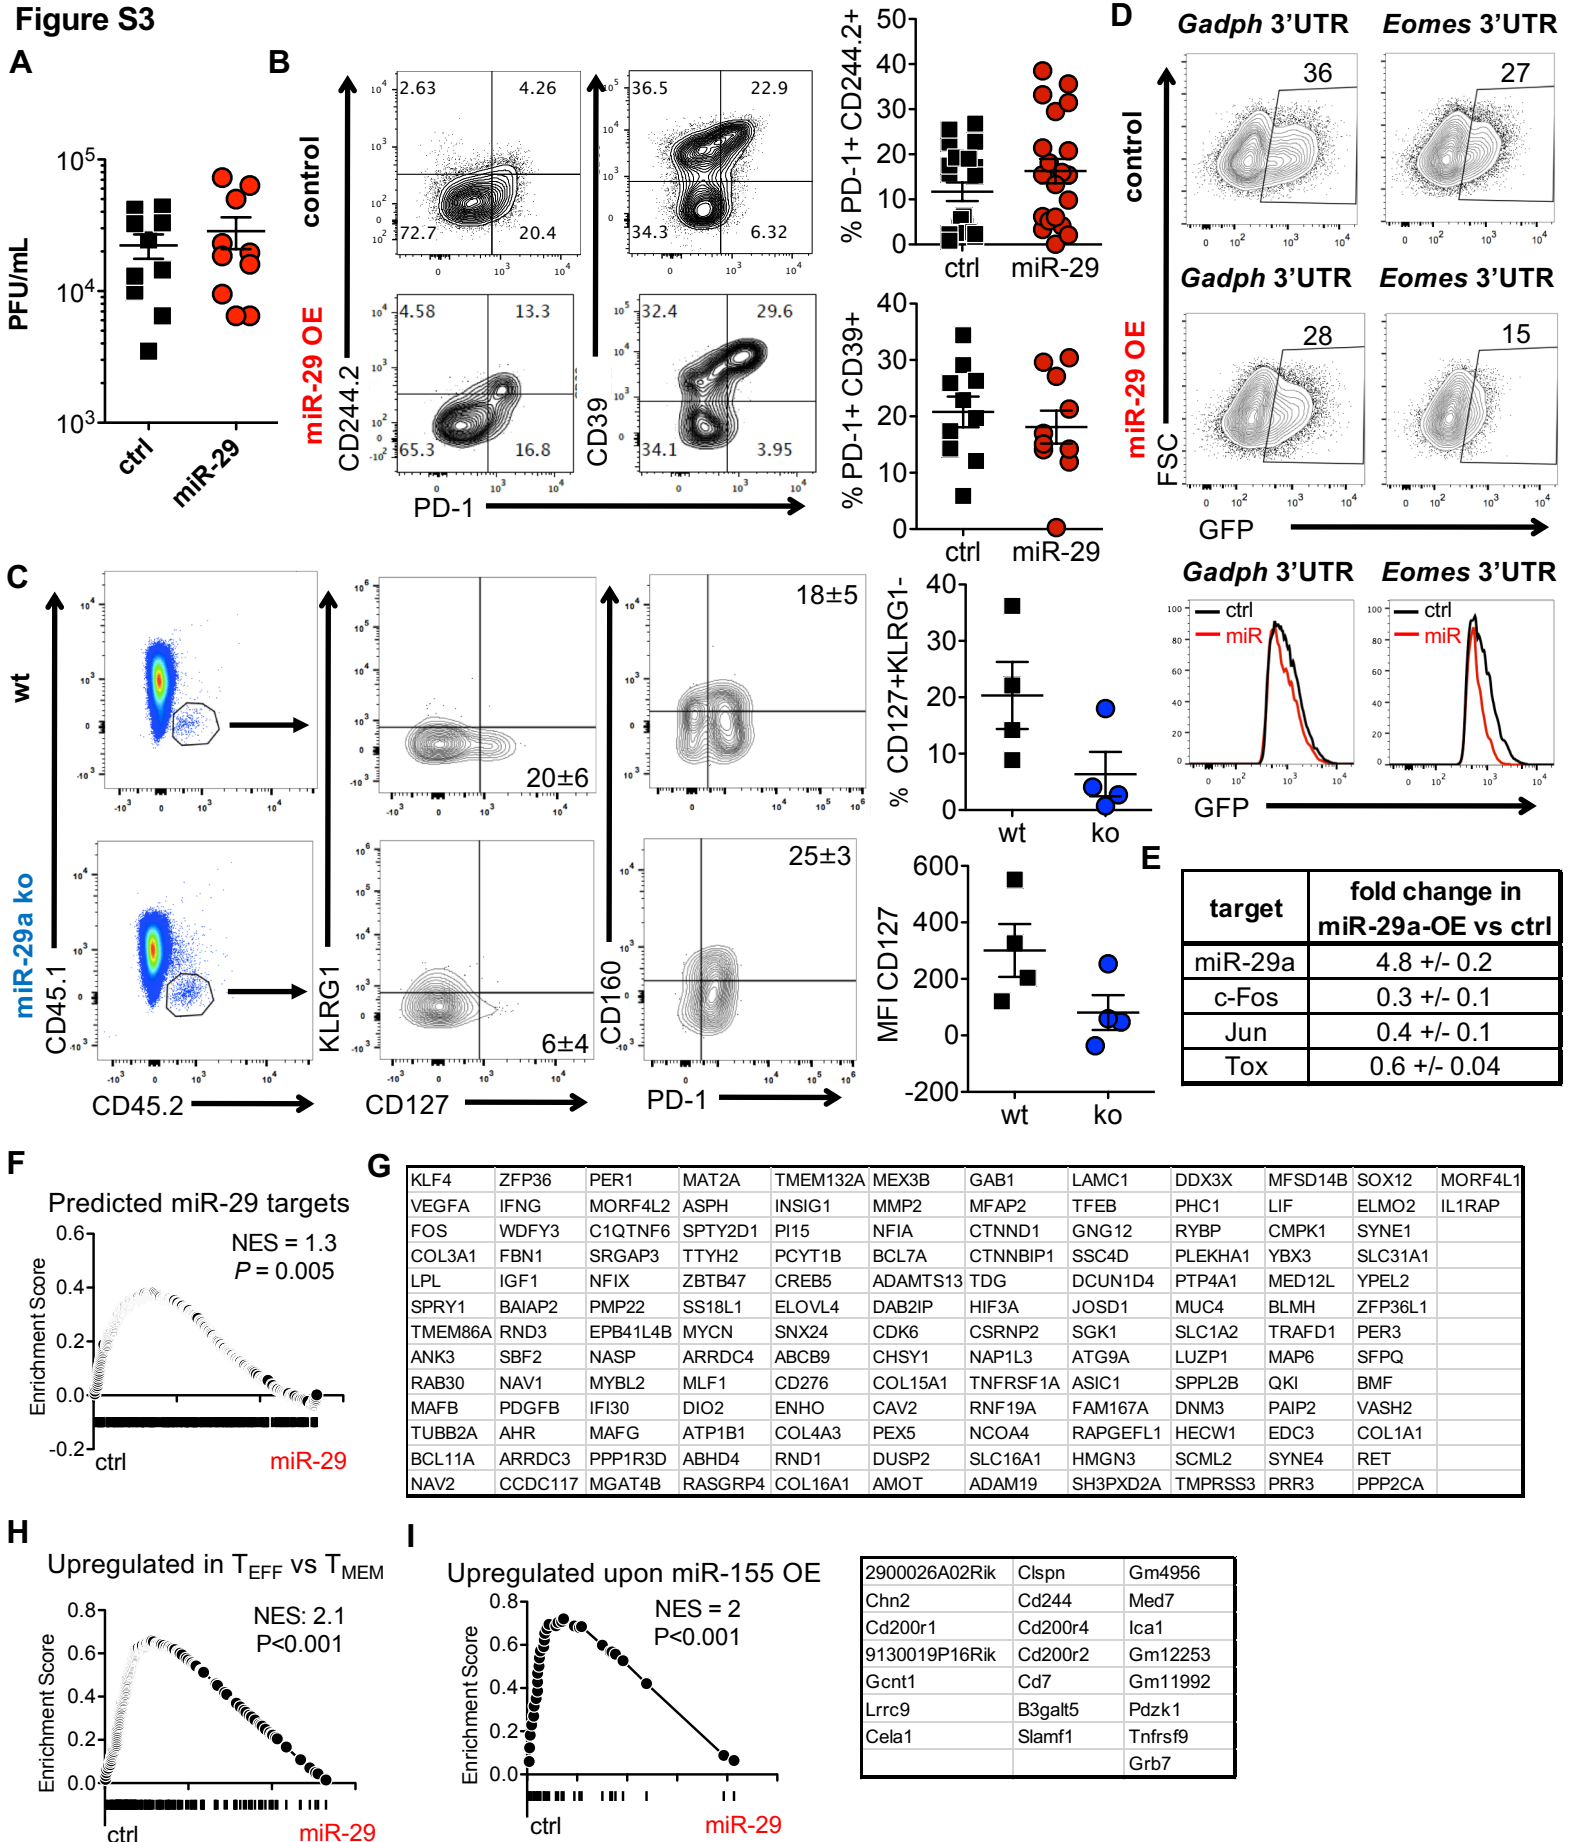 Figure S3
A
PFU/mL
10^5
10^4
10^3
ctrl
miR-29
B
control
miR-29 OE
2.63
4.26
72.7
20.4
36.5
22.9
34.3
6.32
4.58
13.3
65.3
16.8
32.4
29.6
34.1
3.95
CD244.2
CD39
PD-1
% PD-1+ CD244.2+
50
40
30
20
10
0
ctrl
miR-29
% PD-1+ CD39+
40
30
20
10
0
ctrl
miR-29
D
Gadph 3'UTR
Eomes 3'UTR
control
36
27
Gadph 3'UTR
Eomes 3'UTR
miR-29 OE
28
15
FSC
GFP
Gadph 3'UTR
Eomes 3'UTR
ctrl
miR
ctrl
miR
100
80
60
40
20
0
GFP
C
wt
miR-29a ko
CD45.1
CD45.2
KLRG1
CD127
20±6
6±4
CD160
PD-1
18±5
25±3
% CD127+KLRG1-
40
30
20
10
0
wt
ko
MFI CD127
600
400
200
0
-200
wt
ko
E
target
fold change in
miR-29a-OE vs ctrl
miR-29a 4.8 +/- 0.2
c-Fos 0.3 +/- 0.1
Jun 0.4 +/- 0.1
Tox 0.6 +/- 0.04
F
Predicted miR-29 targets
NES = 1.3
P = 0.005
Enrichment Score
0.6
0.4
0.2
0.0
-0.2
ctrl
miR-29
G
KLF4 ZFP36 PER1 MAT2A TMEM132A MEX3B GAB1 LAMC1 DDX3X MFSD14B SOX12 MORF4L1
VEGFA IFNG MORF4L2 ASPH INSIG1 MMP2 MFAP2 TFEB PHC1 LIF ELMO2 IL1RAP
FOS WDFY3 C1QTNF6 SPTY2D1 PI15 NFIA CTNND1 GNG12 RYBP CMPK1 SYNE1
COL3A1 FBN1 SRGAP3 TTYH2 PCYT1B BCL7A CTNNBIP1 SSC4D PLEKHA1 YBX3 SLC31A1
LPL IGF1 NFIX ZBTB47 CREB5 ADAMTS13 TDG DCUN1D4 PTP4A1 MED12L YPEL2
SPRY1 BAIAP2 PMP22 SS18L1 ELOVL4 DAB2IP HIF3A JOSD1 MUC4 BLMH ZFP36L1
TMEM86A RND3 EPB41L4B MYCN SNX24 CDK6 CSRNP2 SGK1 SLC1A2 TRAFD1 PER3
ANK3 SBF2 NASP ARRDC4 ABCB9 CHSY1 NAP1L3 ATG9A LUZP1 MAP6 SFPQ
RAB30 NAV1 MYBL2 MLF1 CD276 COL15A1 TNFRSF1A ASIC1 SPPL2B QKI BMF
MAFB PDGFB IFI30 DIO2 ENHO CAV2 RNF19A FAM167A DNM3 PAIP2 VASH2
TUBB2A AHR MAFG ATP1B1 COL4A3 PEX5 NCOA4 RAPGEFL1 HECW1 EDC3 COL1A1
BCL11A ARRDC3 PPP1R3D ABHD4 RND1 DUSP2 SLC16A1 HMGN3 SCML2 SYNE4 RET
NAV2 CCDC117 MGAT4B RASGRP4 COL16A1 AMOT ADAM19 SH3PXD2A TMPRSS3 PRR3 PPP2CA
H
Upregulated in TEFF vs TMEM
NES: 2.1
P<0.001
Enrichment Score
0.8
0.6
0.4
0.2
0.0
ctrl
miR-29
I
Upregulated upon miR-155 OE
NES = 2
P<0.001
Enrichment Score
0.8
0.6
0.4
0.2
0.0
ctrl
miR-29
2900026A02Rik Clspn Gm4956
Chn2 Cd244 Med7
Cd200r1 Cd200r4 Ica1
9130019P16Rik Cd200r2 Gm12253
Gcnt1 Cd7 Gm11992
Lrrc9 B3galt5 Pdzk1
Cela1 Slamf1 Tnfrsf9
Grb7